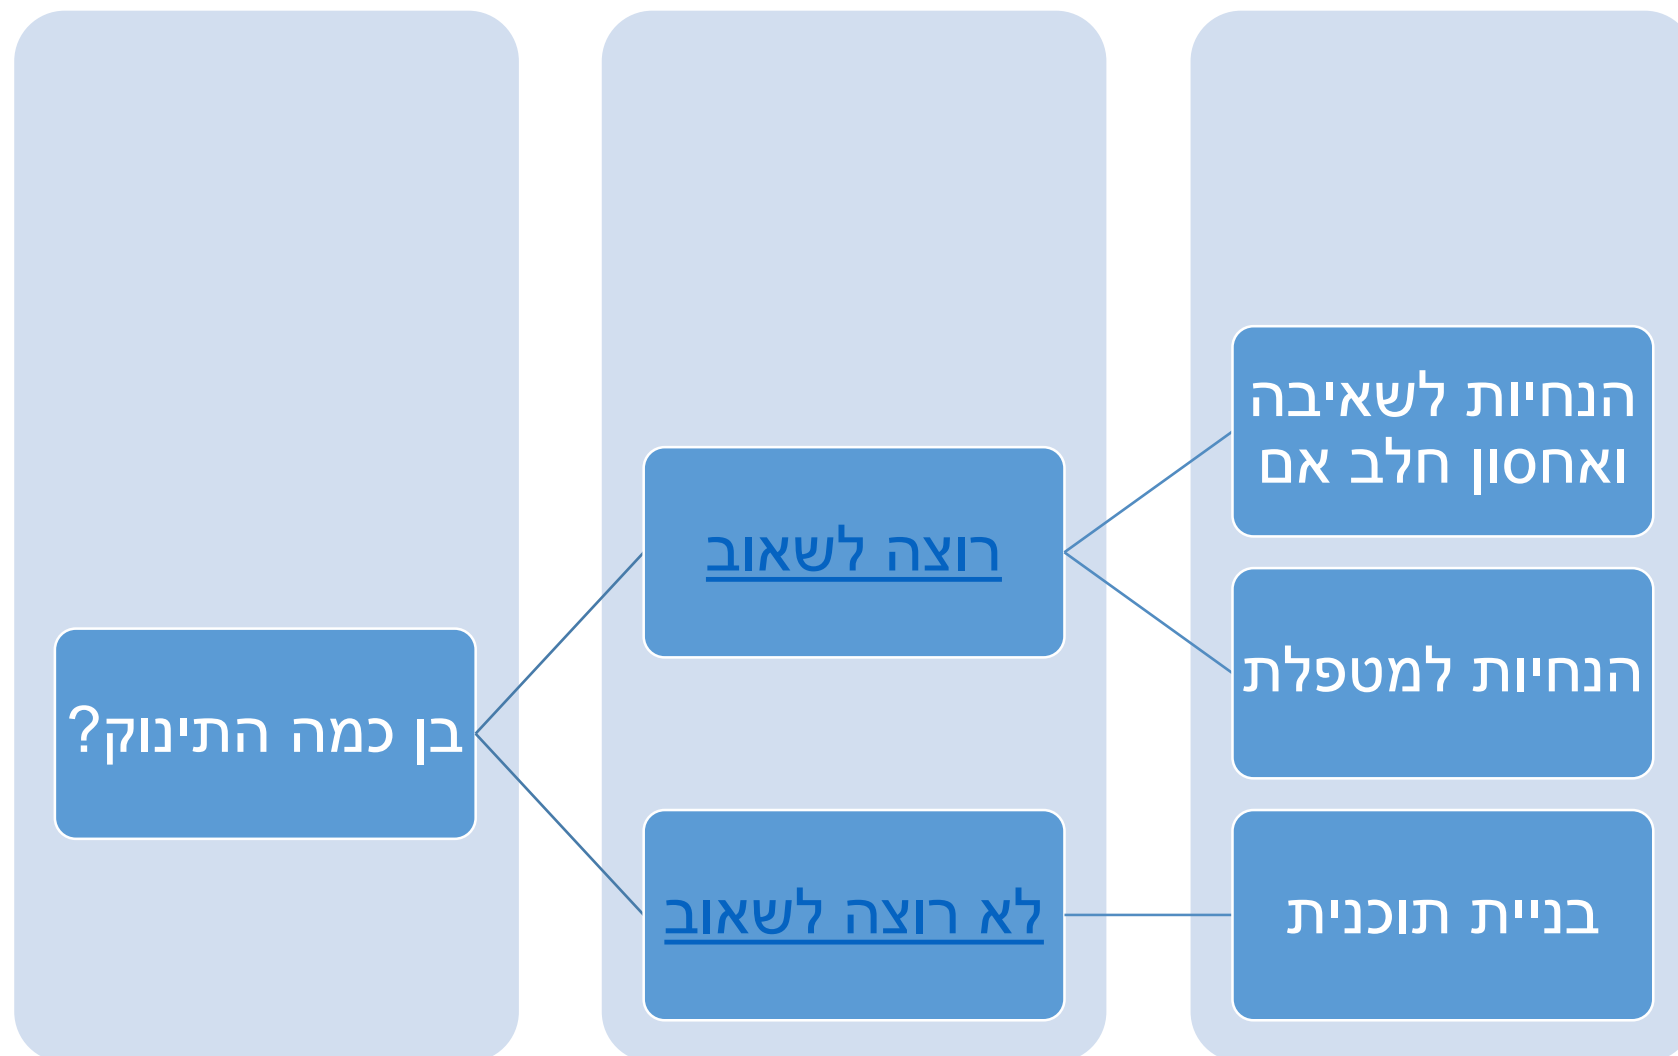 בן כמה התינוק?
רוצה לשאוב
לא רוצה לשאוב
הנחיות לשאיבה
ואחסון חלב אם
הנחיות למטפלת
בניית תוכנית